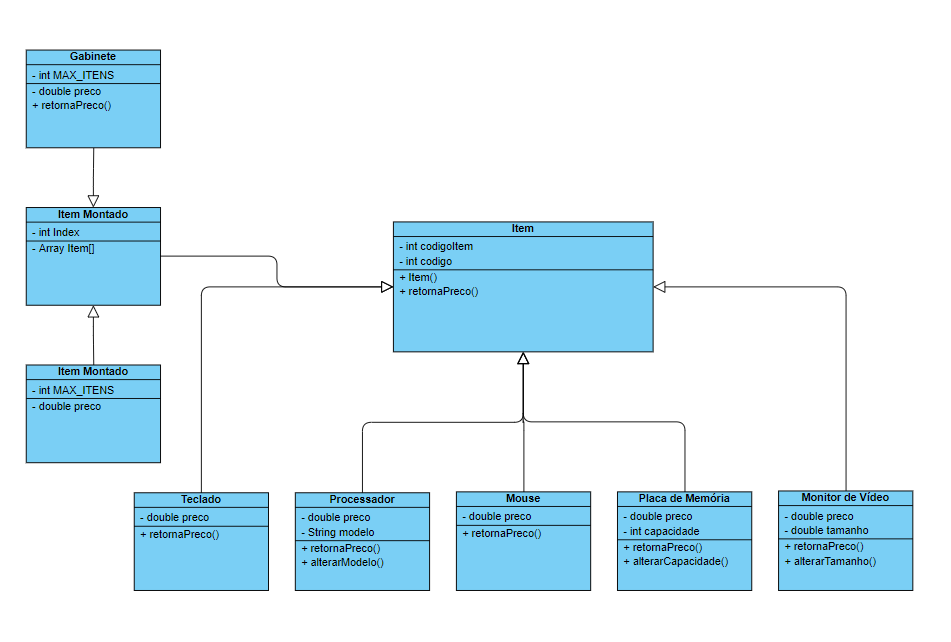 Gabinete
- int MAX_ITENS
- double preco
+ retornaPreco()
Item Montado
- int Index
- Array Item[]
Item
- int codigoItem
- int codigo
+ Item()
+ retornaPreco()
Item Montado
- int MAX_ITENS
- double preco
Teclado
- double preco
+ retornaPreco()
Processador
- double preco
- String modelo
+ retornaPreco()
+ alterarModelo()
Mouse
- double preco
+ retornaPreco()
Placa de Memória
- double preco
- int capacidade
+ retornaPreco()
+ alterarCapacidade()
Monitor de Vídeo
- double preco
- double tamanho
+ retornaPreco()
+ alterarTamanho()